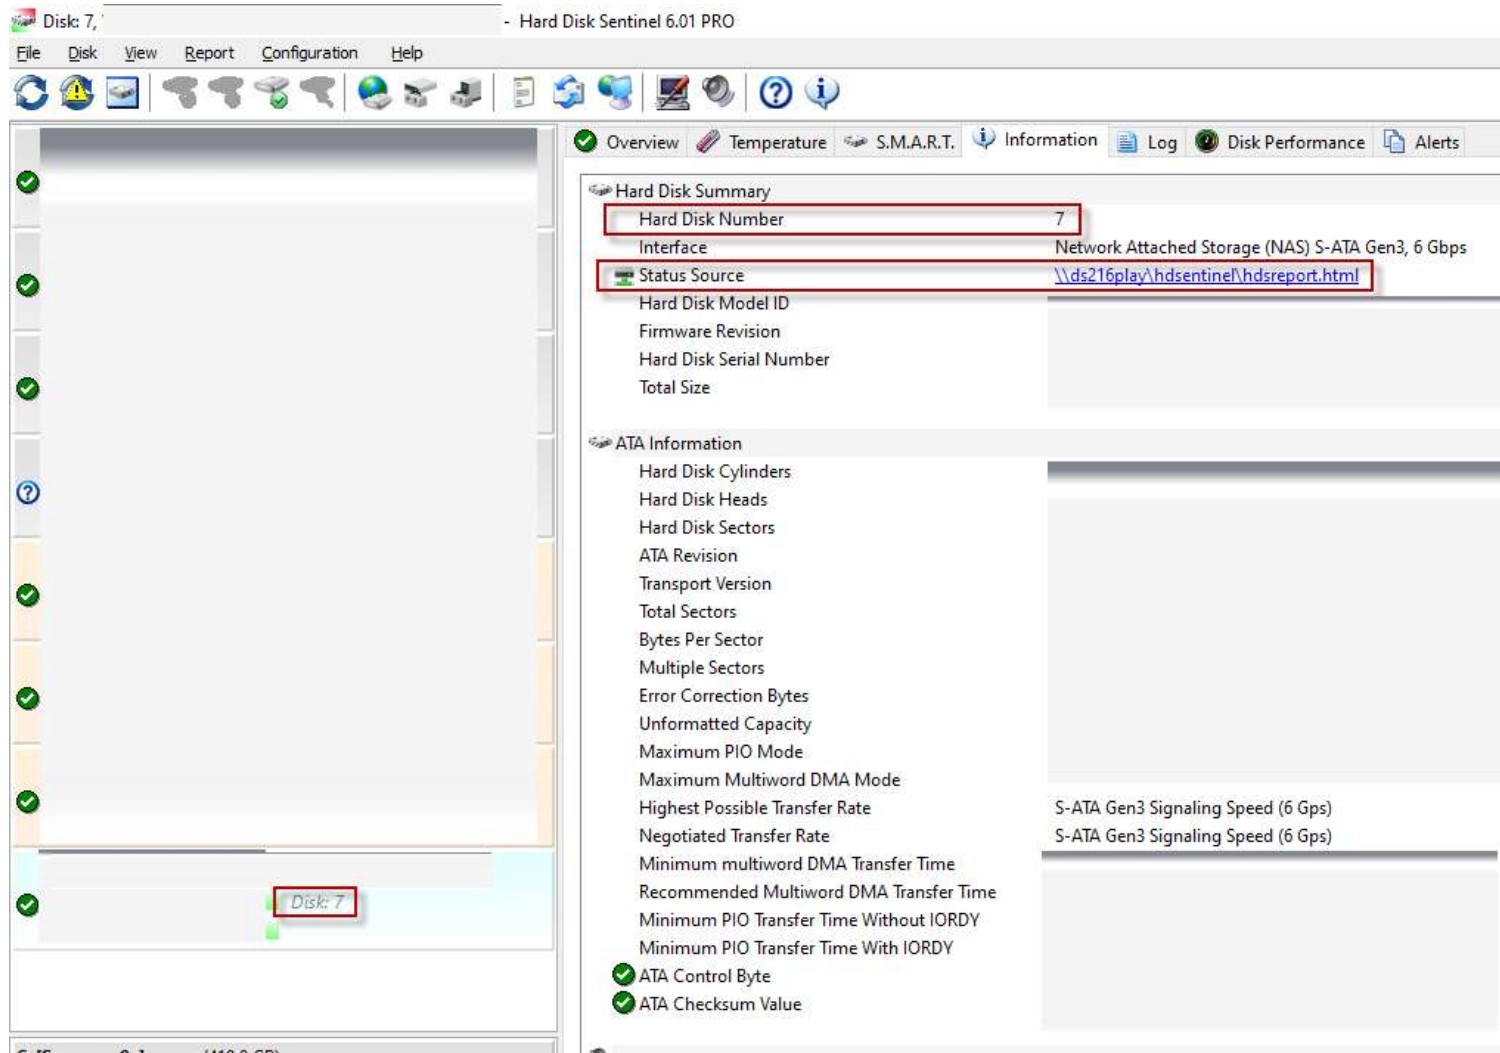 Disk: 7,
- Hard Disk Sentinel 6.01 PRO
File Disk View Report Configuration Help
Overview Temperature S.M.A.R.T. Information Log Disk Performance Alerts
Hard Disk Summary
Hard Disk Number 7
Interface Network Attached Storage (NAS) S-ATA Gen3, 6 Gbps
Status Source \\ds216play\hdsentinel\hdsreport.html
Hard Disk Model ID
Firmware Revision
Hard Disk Serial Number
Total Size
ATA Information
Hard Disk Cylinders
Hard Disk Heads
Hard Disk Sectors
ATA Revision
Transport Version
Total Sectors
Bytes Per Sector
Multiple Sectors
Error Correction Bytes
Unformatted Capacity
Maximum PIO Mode
Maximum Multiword DMA Mode
Highest Possible Transfer Rate S-ATA Gen3 Signaling Speed (6 Gps)
Negotiated Transfer Rate S-ATA Gen3 Signaling Speed (6 Gps)
Minimum multiword DMA Transfer Time
Recommended Multiword DMA Transfer Time
Minimum PIO Transfer Time Without IORDY
Minimum PIO Transfer Time With IORDY
ATA Control Byte
ATA Checksum Value
Disk: 7